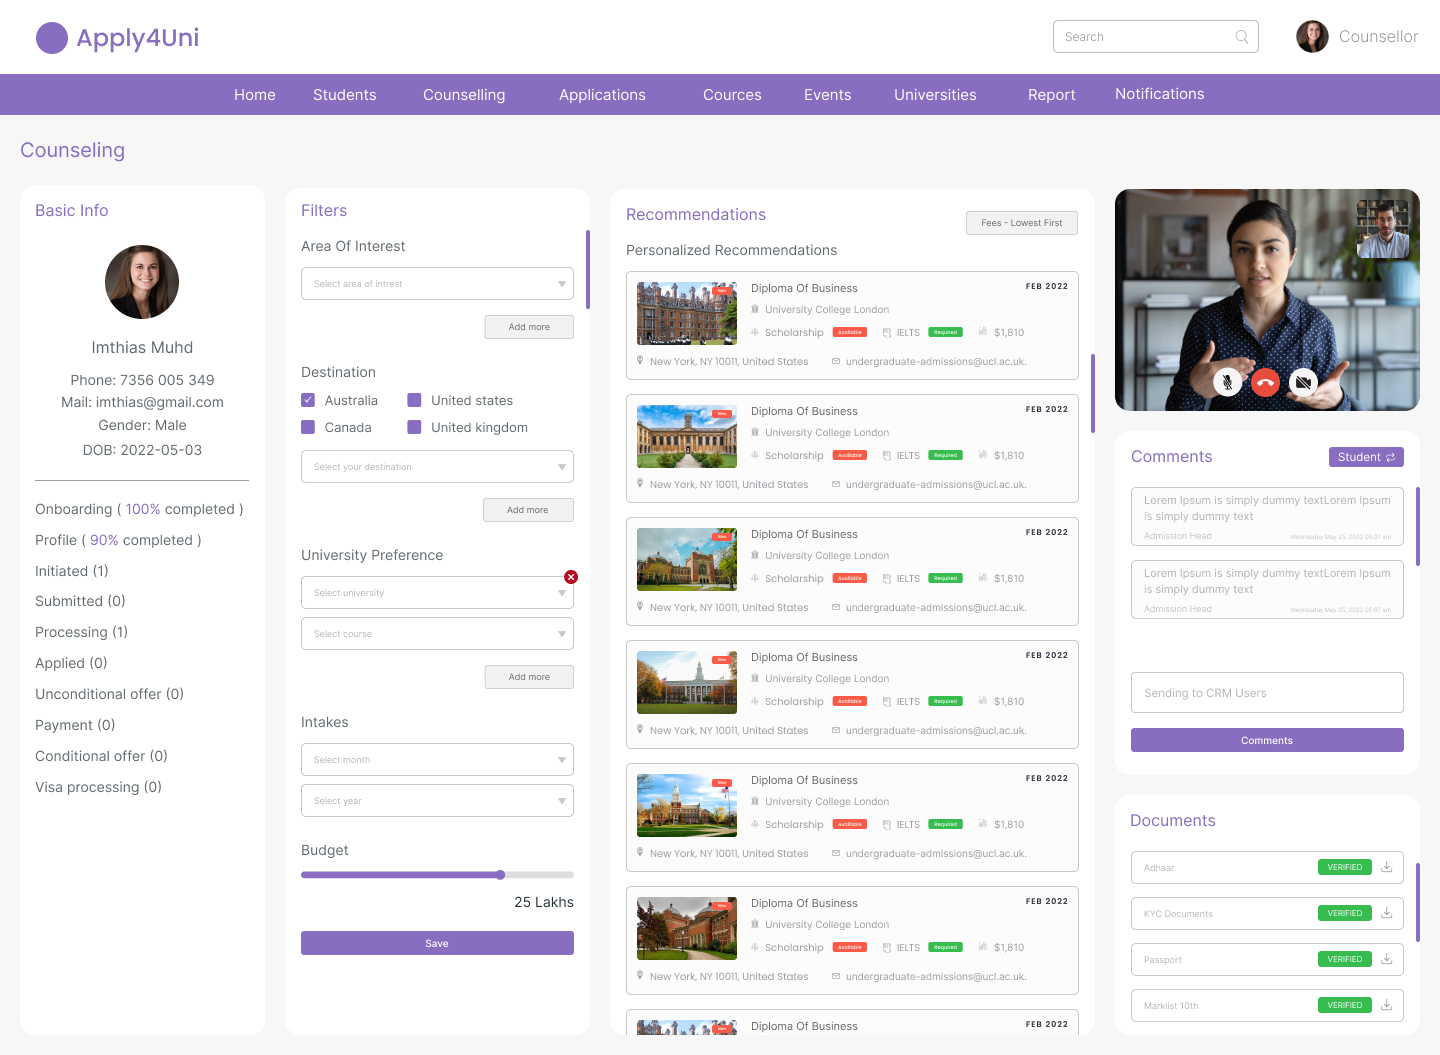 Apply4Uni
Search
Counsellor
Home Students Counselling Applications Cources Events Universities Report Notifications
Counseling
Basic Info
Imthias Muhd
Phone: 7356 005 349
Mail: imthias@gmail.com
Gender: Male
DOB: 2022-05-03
Onboarding ( 100% completed )
Profile ( 90% completed )
Initiated (1)
Submitted (0)
Processing (1)
Applied (0)
Unconditional offer (0)
Payment (0)
Conditional offer (0)
Visa processing (0)
Filters
Area Of Interest
Select area of intrest
Add more
Destination
Australia United states
Canada United kingdom
Select your destination
Add more
University Preference
Select university
Select course
Add more
Intakes
Select month
Select year
Budget
25 Lakhs
Save
Recommendations
Fees - Lowest First
Personalized Recommendations
New
Diploma Of Business FEB 2022
University College London
Scholarship Available IELTS Required $1,810
New York, NY 10011, United States undergraduate-admissions@ucl.ac.uk.
New
Diploma Of Business FEB 2022
University College London
Scholarship Available IELTS Required $1,810
New York, NY 10011, United States undergraduate-admissions@ucl.ac.uk.
New
Diploma Of Business FEB 2022
University College London
Scholarship Available IELTS Required $1,810
New York, NY 10011, United States undergraduate-admissions@ucl.ac.uk.
New
Diploma Of Business FEB 2022
University College London
Scholarship Available IELTS Required $1,810
New York, NY 10011, United States undergraduate-admissions@ucl.ac.uk.
New
Diploma Of Business FEB 2022
University College London
Scholarship Available IELTS Required $1,810
New York, NY 10011, United States undergraduate-admissions@ucl.ac.uk.
New
Diploma Of Business FEB 2022
University College London
Scholarship Available IELTS Required $1,810
New York, NY 10011, United States undergraduate-admissions@ucl.ac.uk.
New
Diploma Of Business FEB 2022
Comments
Student
Lorem Ipsum is simply dummy textLorem Ipsum
is simply dummy text
Admission Head Wednesday May 25, 2022 05:07 am
Lorem Ipsum is simply dummy textLorem Ipsum
is simply dummy text
Admission Head Wednesday May 25, 2022 05:07 am
Sending to CRM Users
Comments
Documents
Adhaar VERIFIED
KYC Documents VERIFIED
Passport VERIFIED
Marklist 10th VERIFIED